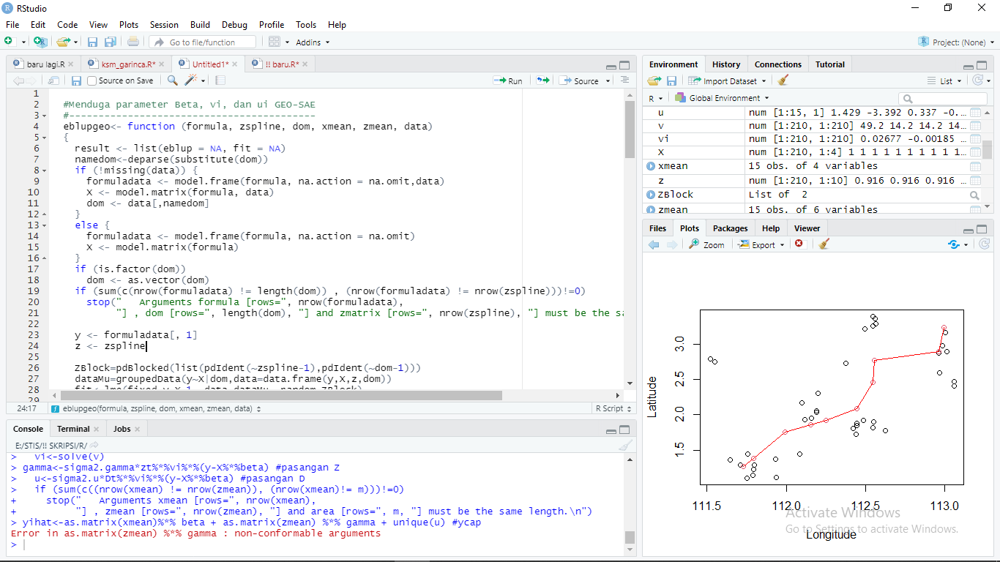 RStudio
File Edit Code View Plots Session Build Debug Profile Tools Help
Go to file/function Addins Project: (None)
baru lagi.R ksm_garinca.R* Untitled1* !! baru.R*
Source on Save Run Source
1
2 #Menduga parameter Beta, vi, dan ui GEO-SAE
3 #------------------------------------------
4 eblupgeo<- function (formula, zspline, dom, xmean, zmean, data)
5 {
6 result <- list(eblup = NA, fit = NA)
7 namedom<-deparse(substitute(dom))
8 if (!missing(data)) {
9 formuladata <- model.frame(formula, na.action = na.omit,data)
10 X <- model.matrix(formula, data)
11 dom <- data[,namedom]
12 }
13 else {
14 formuladata <- model.frame(formula, na.action = na.omit)
15 X <- model.matrix(formula)
16 }
17 if (is.factor(dom))
18 dom <- as.vector(dom)
19 if (sum(c(nrow(formuladata) != length(dom)) , (nrow(formuladata) != nrow(zspline)))!=0)
20 stop(" Arguments formula [rows=", nrow(formuladata),
21 "] , dom [rows=", length(dom), "] and zmatrix [rows=", nrow(zspline), "] must be the sa
22
23 y <- formuladata[, 1]
24 z <- zspline
25
26 ZBlock=pdBlocked(list(pdIdent(~zspline-1),pdIdent(~dom-1)))
27 dataMu=groupedData(y~X|dom,data=data.frame(y,X,z,dom))
28
29
24:17 eblupgeo(formula, zspline, dom, xmean, zmean, data) R Script
Console Terminal Jobs
E:/STIS/!! SKRIPSI/R/
> vi<-solve(v)
> gamma<-sigma2.gamma*zt%*%vi%*%(y-X%*%beta) #pasangan Z
> u<-sigma2.u*Dt%*%vi%*%(y-X%*%beta) #pasangan D
> if (sum(c((nrow(xmean) != nrow(zmean)), (nrow(xmean)!= m)))!=0)
+ stop(" Arguments xmean [rows=", nrow(xmean),
+ "] , zmean [rows=", nrow(zmean), "] and area [rows=", m, "] must be the same length.\n")
> yihat<-as.matrix(xmean)%*% beta + as.matrix(zmean) %*% gamma + unique(u) #ycap
Error in as.matrix(zmean) %*% gamma : non-conformable arguments
>
Environment History Connections Tutorial
Import Dataset List
R Global Environment
u num [1:15, 1] 1.429 -3.392 0.337 -0.…
v num [1:210, 1:210] 49.2 14.2 14.2 14…
vi num [1:210, 1:210] 0.02677 -0.00185 …
X num [1:210, 1:4] 1 1 1 1 1 1 1 1 1 1…
xmean 15 obs. of 4 variables
z num [1:210, 1:10] 0.916 0.916 0.916 …
ZBlock List of 2
zmean 15 obs. of 6 variables
Files Plots Packages Help Viewer
Zoom Export
Latitude
3.0
2.5
2.0
1.5
111.5 112.0 112.5 113.0
Longitude
Activate Windows
Go to Settings to activate Windows.